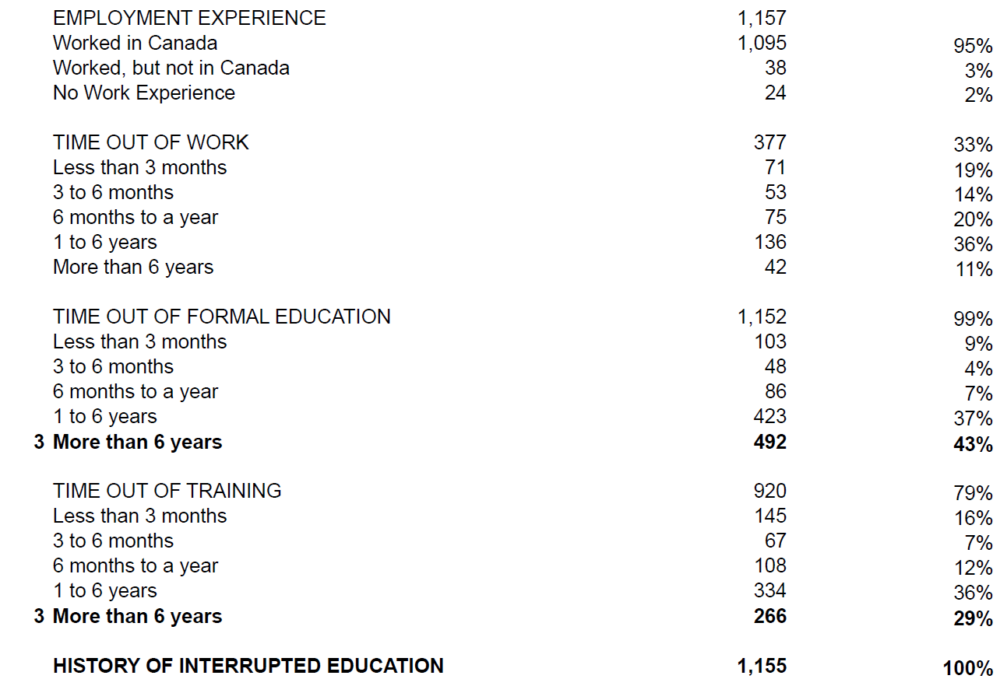 EMPLOYMENT EXPERIENCE 1,157
Worked in Canada 1,095 95%
Worked, but not in Canada 38 3%
No Work Experience 24 2%
TIME OUT OF WORK 377 33%
Less than 3 months 71 19%
3 to 6 months 53 14%
6 months to a year 75 20%
1 to 6 years 136 36%
More than 6 years 42 11%
TIME OUT OF FORMAL EDUCATION 1,152 99%
Less than 3 months 103 9%
3 to 6 months 48 4%
6 months to a year 86 7%
1 to 6 years 423 37%
3 More than 6 years 492 43%
TIME OUT OF TRAINING 920 79%
Less than 3 months 145 16%
3 to 6 months 67 7%
6 months to a year 108 12%
1 to 6 years 334 36%
3 More than 6 years 266 29%
HISTORY OF INTERRUPTED EDUCATION 1,155 100%